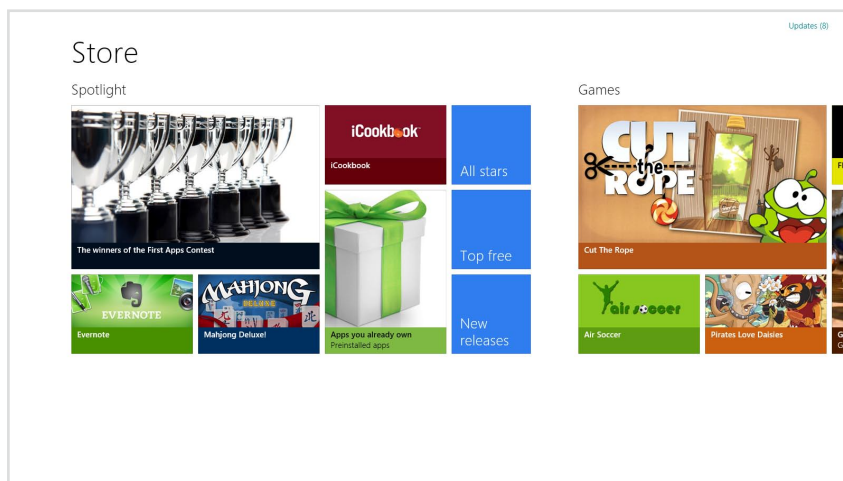 Updates (8)
Store
Spotlight
The winners of the First Apps Contest
iCookbook
iCookbook
All stars
Top free
New
releases
EVERNOTE
Evernote
MAHJONG
DELUXE
Mahjong Deluxe!
Apps you already own
Preinstalled apps
Games
CUT
the
ROPE
Cut The Rope
air soccer
Air Soccer
Pirates Love Daisies